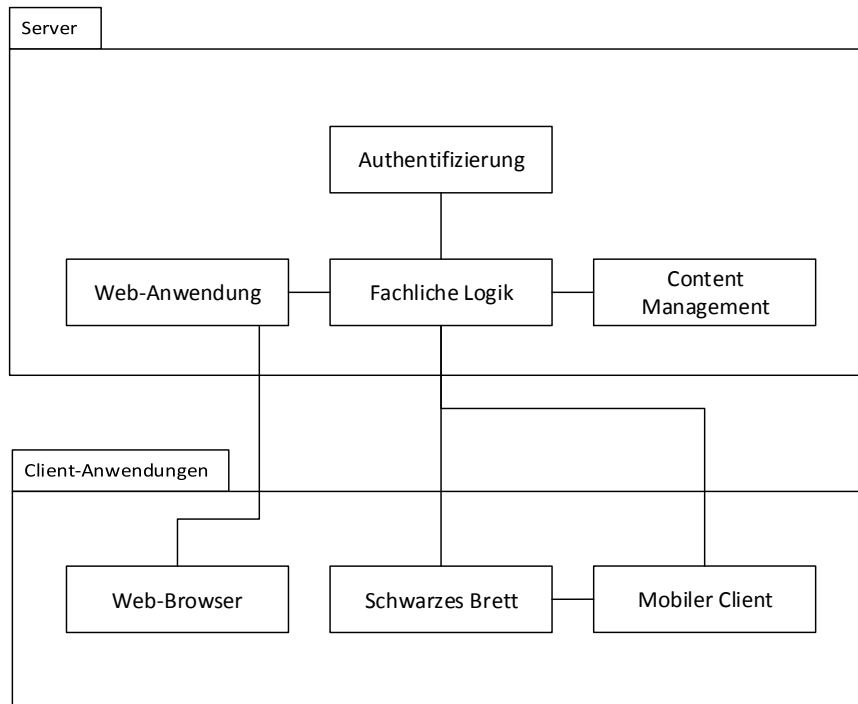 Server
Authentifizierung
Web-Anwendung
Fachliche Logik
Content
Management
Client-Anwendungen
Web-Browser
Schwarzes Brett
Mobiler Client